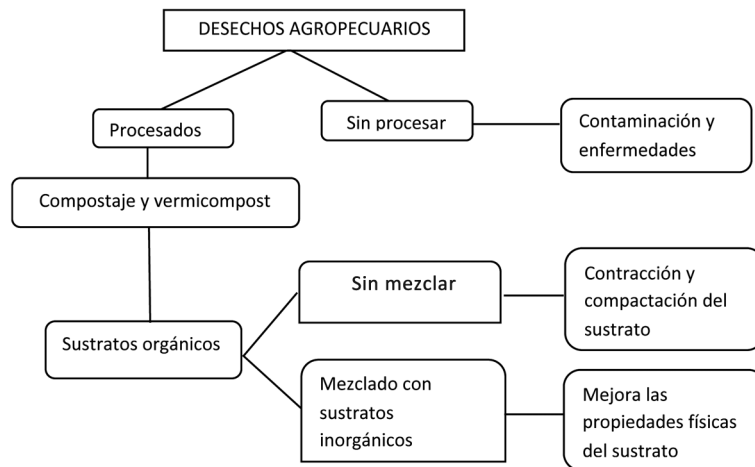 DESECHOS AGROPECUARIOS
Procesados
Sin procesar
Contaminación y
enfermedades
Compostaje y vermicompost
Sin mezclar
Contracción y
compactación del
sustrato
Sustratos orgánicos
Mezclado con
sustratos
inorgánicos
Mejora las
propiedades físicas
del sustrato